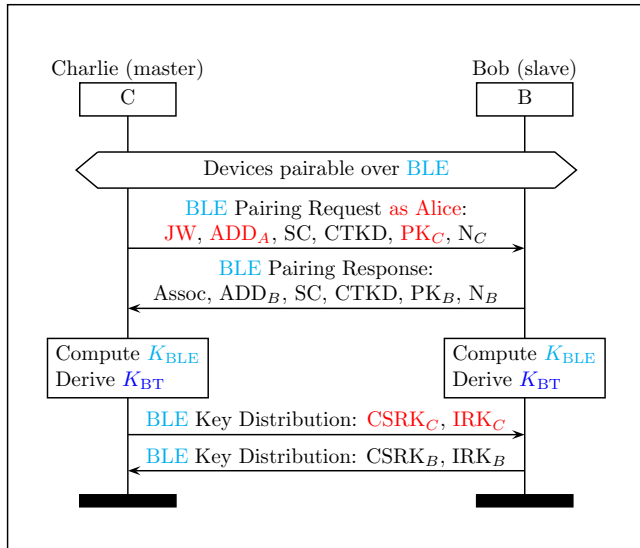 Charlie (master)
Bob (slave)
C
B
Devices pairable over BLE
BLE Pairing Request as Alice:
JW, ADD_A, SC, CTKD, PK_C, N_C
BLE Pairing Response:
Assoc, ADD_B, SC, CTKD, PK_B, N_B
Compute K_BLE
Derive K_BT
Compute K_BLE
Derive K_BT
BLE Key Distribution: CSRK_C, IRK_C
BLE Key Distribution: CSRK_B, IRK_B